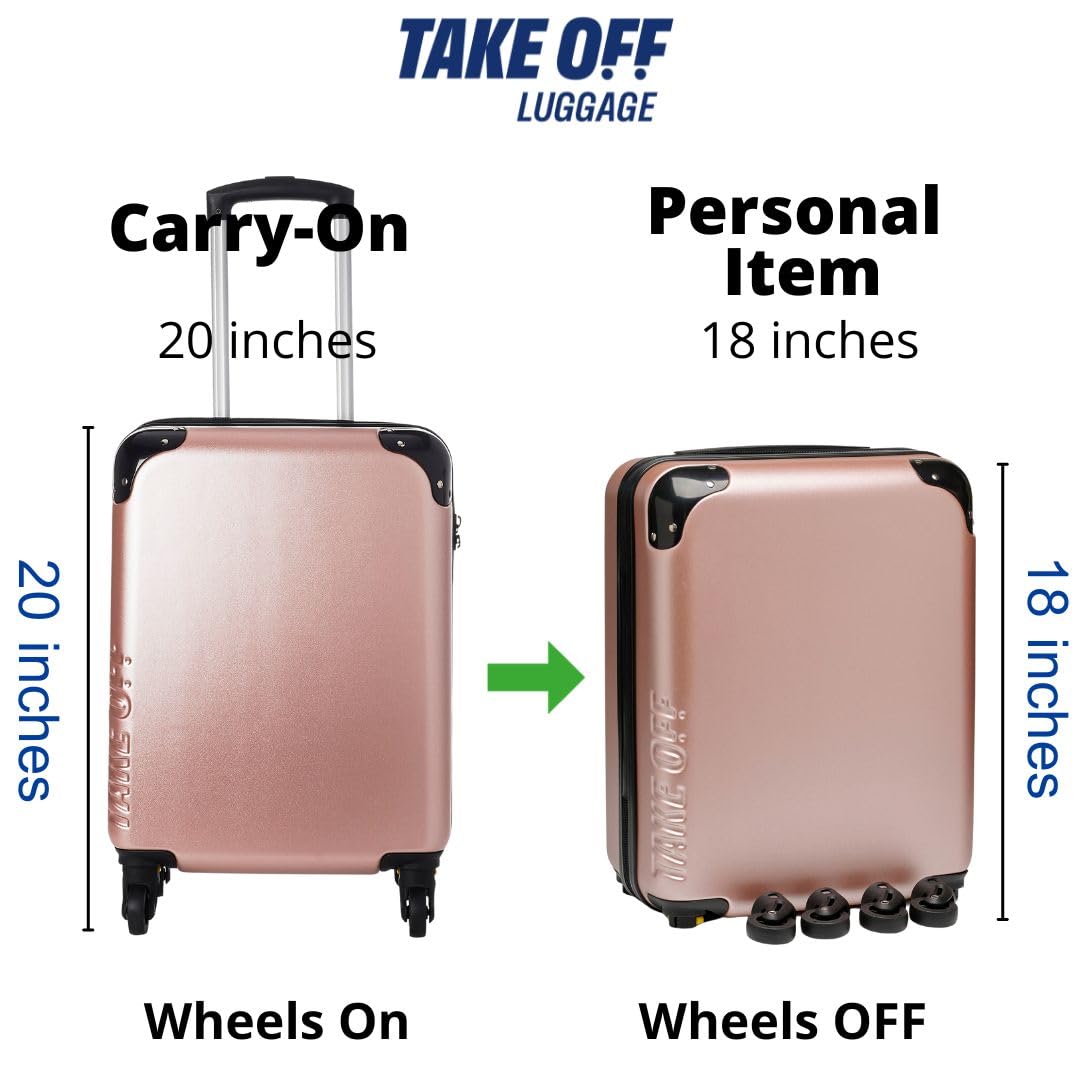 TAKE OFF
LUGGAGE
Carry-On
20 inches
Personal
Item
18 inches
20 inches
18 inches
TAKE OFF
TAKE OFF
Wheels On
Wheels OFF